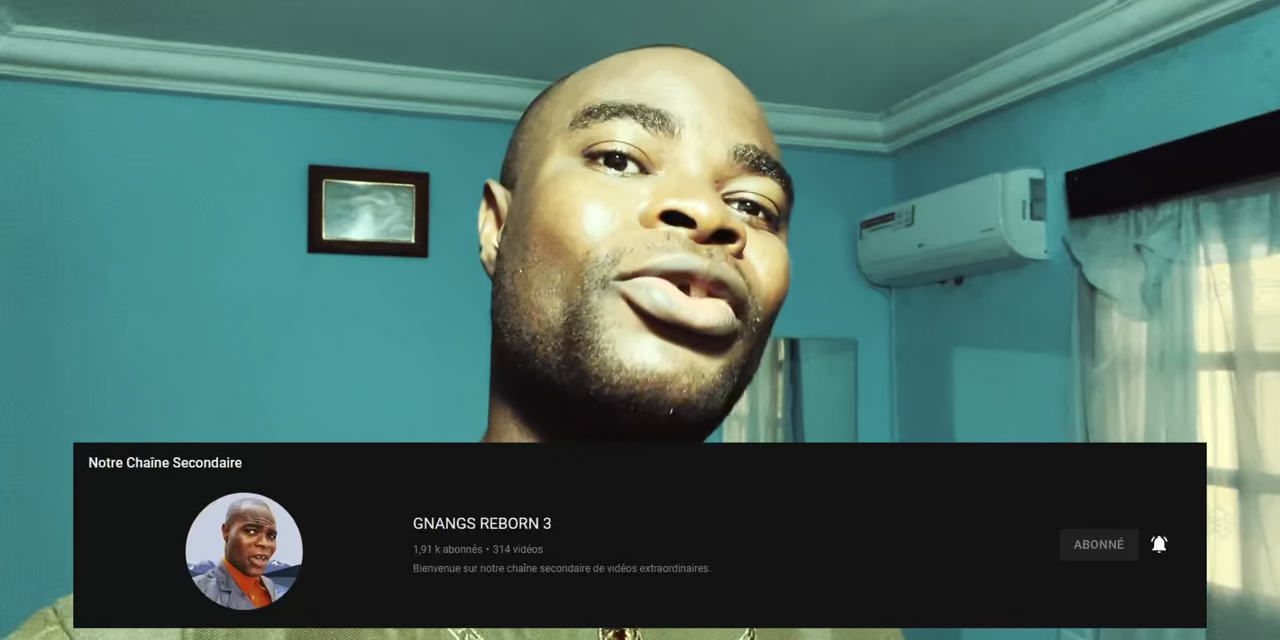 Notre Chaîne Secondaire
GNANGS REBORN 3
1,91 k abonnés • 314 vidéos
Bienvenue sur notre chaîne secondaire de vidéos extraordinaires.
ABONNÉ